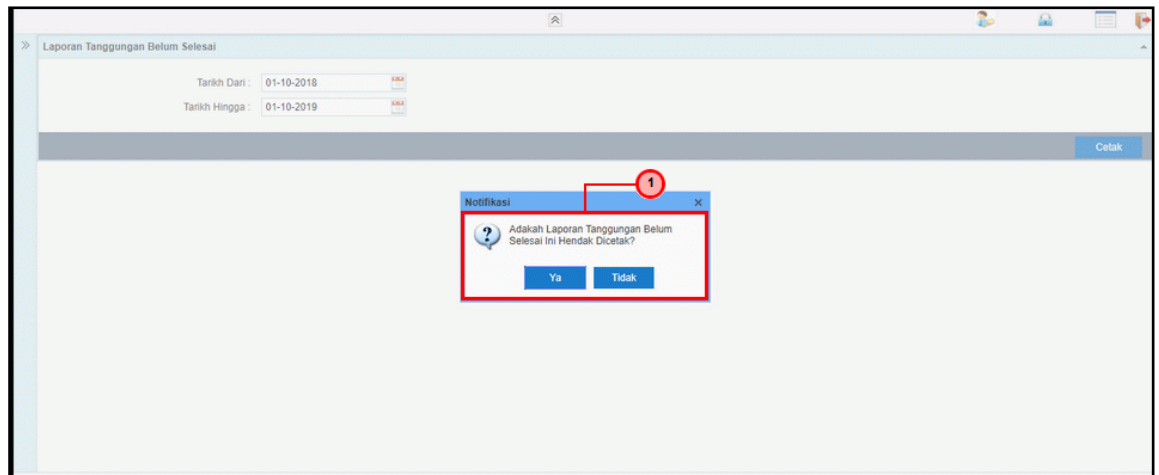 Laporan Tanggungan Belum Selesai
Tarikh Dari : 01-10-2018
Tarikh Hingga : 01-10-2019
Cetak
1
Notifikasi
Adakah Laporan Tanggungan Belum
Selesai Ini Hendak Dicetak?
Ya Tidak